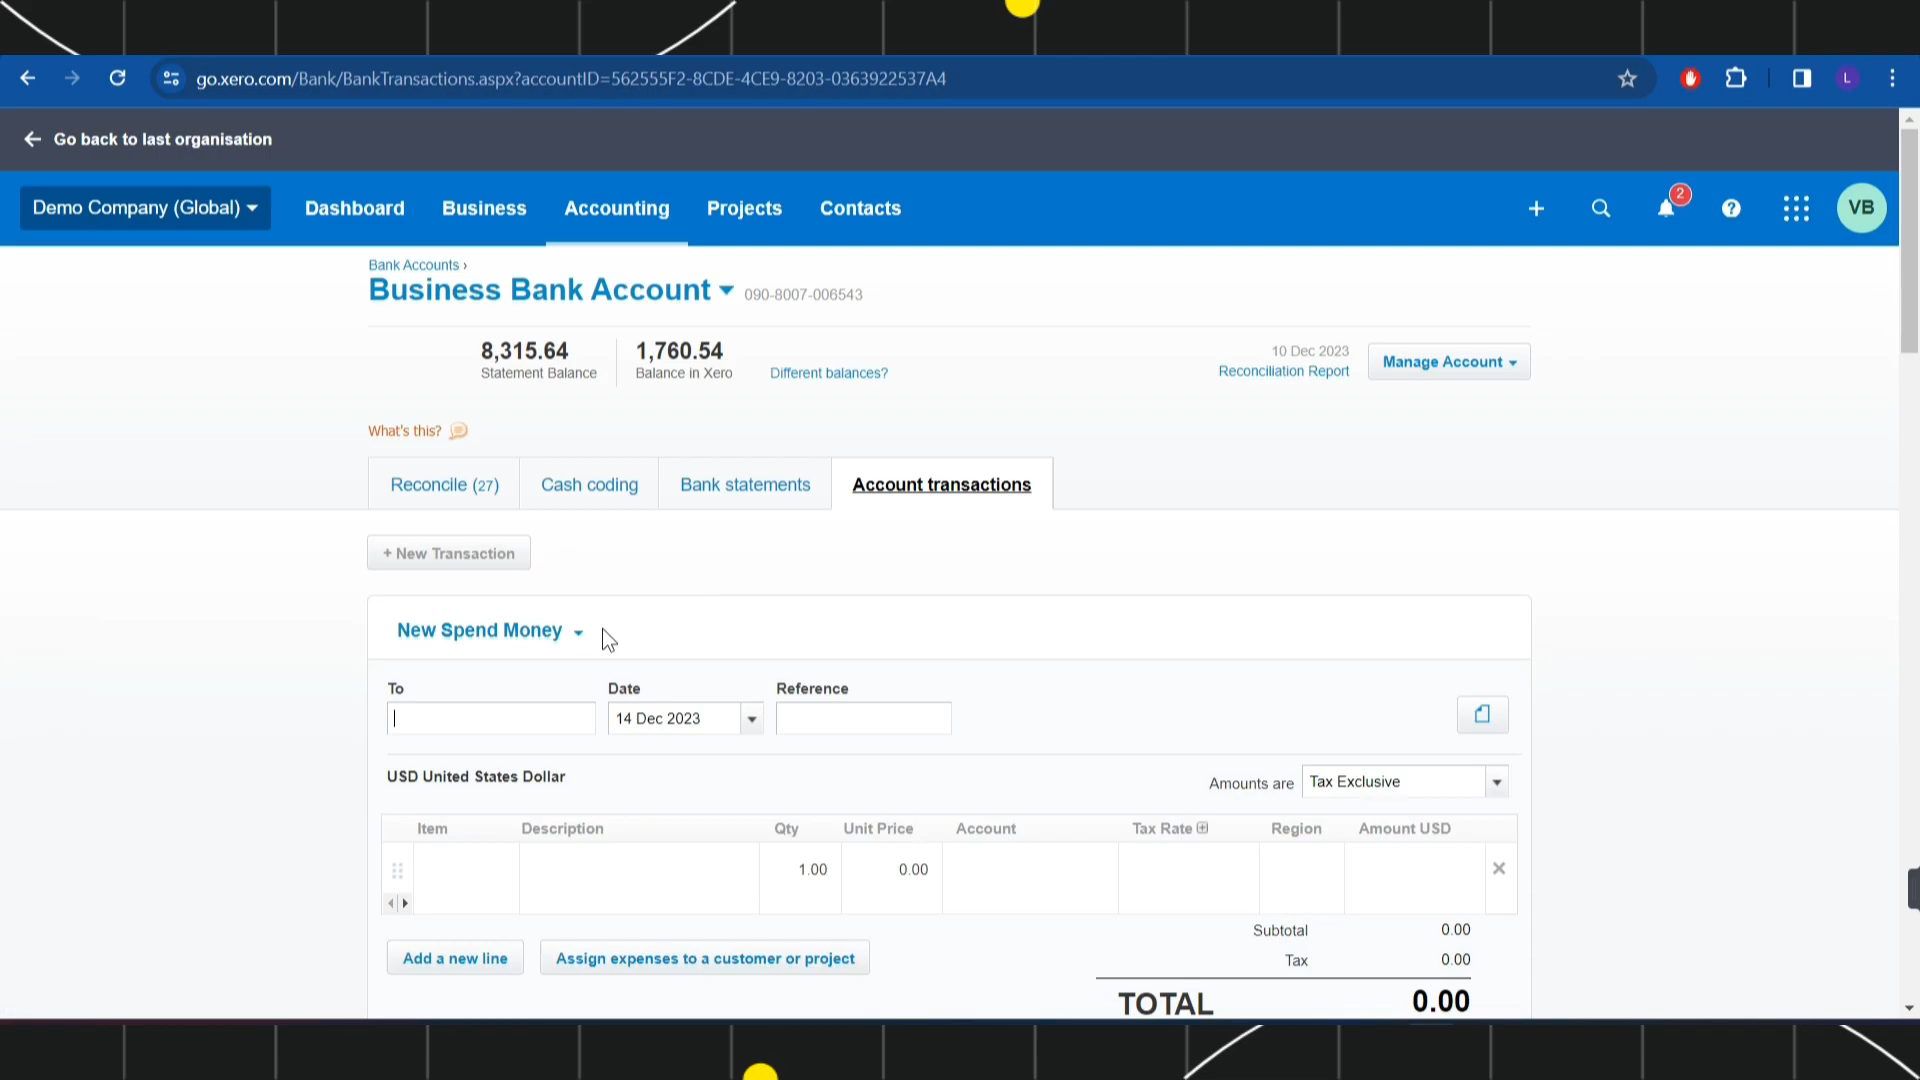 go.xero.com/Bank/BankTransactions.aspx?accountID=562555F2-8CDE-4CE9-8203-0363922537A4
L
Go back to last organisation
Demo Company (Global)
Dashboard
Business
Accounting
Projects
Contacts
2
VB
Bank Accounts ›
Business Bank Account 090-8007-006543
8,315.64
Statement Balance
1,760.54
Balance in Xero
Different balances?
10 Dec 2023
Reconciliation Report
Manage Account
What's this?
Reconcile (27)
Cash coding
Bank statements
Account transactions
+ New Transaction
New Spend Money
To
Date
Reference
14 Dec 2023
USD United States Dollar
Amounts are
Tax Exclusive
Item
Description
Qty
Unit Price
Account
Tax Rate
Region
Amount USD
1.00
0.00
Add a new line
Assign expenses to a customer or project
Subtotal 0.00
Tax 0.00
TOTAL 0.00